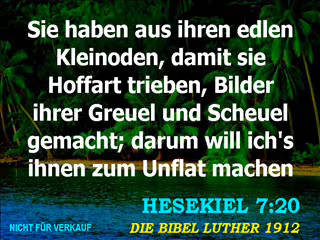 Sie haben aus ihren edlen
Kleinoden, damit sie
Hoffart trieben, Bilder
ihrer Greuel und Scheuel
gemacht; darum will ich's
ihnen zum Unflat machen
HESEKIEL 7:20
NICHT FÜR VERKAUF
DIE BIBEL LUTHER 1912